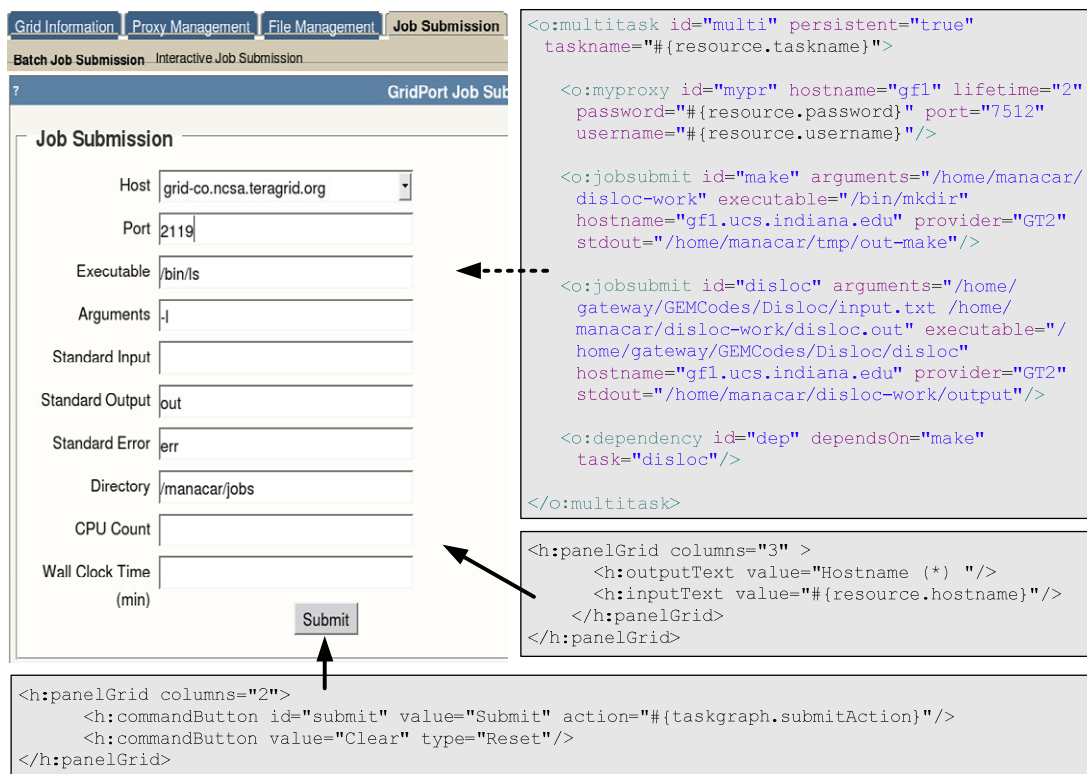 Grid Information Proxy Management File Management Job Submission
Batch Job Submission Interactive Job Submission
? GridPort Job Sub
Job Submission
Host grid-co.ncsa.teragrid.org
Port 2119
Executable /bin/ls
Arguments -l
Standard Input
Standard Output out
Standard Error err
Directory /manacar/jobs
CPU Count
Wall Clock Time
(min)
Submit
<o:multitask id="multi" persistent="true"
taskname="#{resource.taskname}">
<o:myproxy id="mypr" hostname="gf1" lifetime="2"
password="#{resource.password}" port="7512"
username="#{resource.username}"/>
<o:jobsubmit id="make" arguments="/home/manacar/
disloc-work" executable="/bin/mkdir"
hostname="gf1.ucs.indiana.edu" provider="GT2"
stdout="/home/manacar/tmp/out-make"/>
<o:jobsubmit id="disloc" arguments="/home/
gateway/GEMCodes/Disloc/input.txt /home/
manacar/disloc-work/disloc.out" executable="/
home/gateway/GEMCodes/Disloc/disloc"
hostname="gf1.ucs.indiana.edu" provider="GT2"
stdout="/home/manacar/disloc-work/output"/>
<o:dependency id="dep" dependsOn="make"
task="disloc"/>
</o:multitask>
<h:panelGrid columns="3" >
<h:outputText value="Hostname (*) "/>
<h:inputText value="#{resource.hostname}"/>
</h:panelGrid>
</h:panelGrid>
<h:panelGrid columns="2">
<h:commandButton id="submit" value="Submit" action="#{taskgraph.submitAction}"/>
<h:commandButton value="Clear" type="Reset"/>
</h:panelGrid>